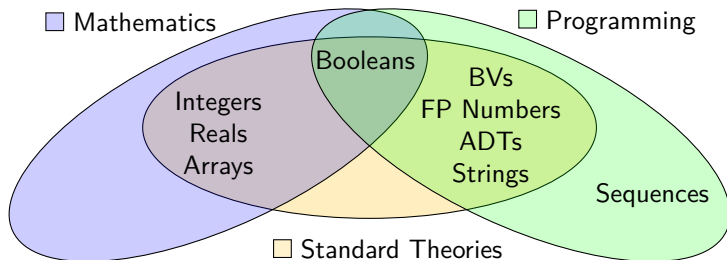 Mathematics
Programming
Booleans
Integers
Reals
Arrays
BVs
FP Numbers
ADTs
Strings
Sequences
Standard Theories